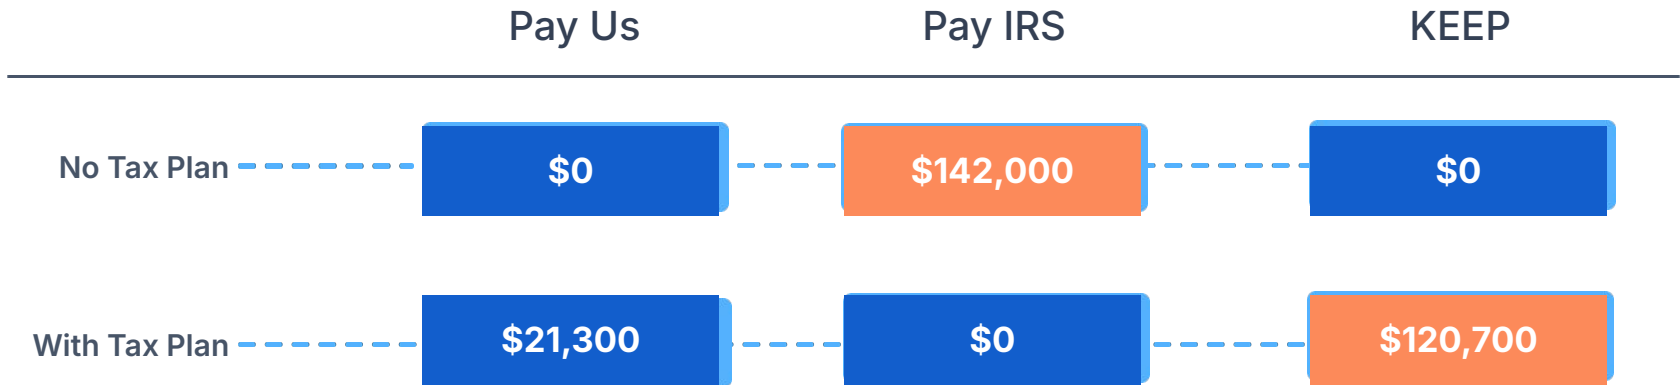 Pay Us Pay IRS KEEP
No Tax Plan $0 $142,000 $0
With Tax Plan $21,300 $0 $120,700